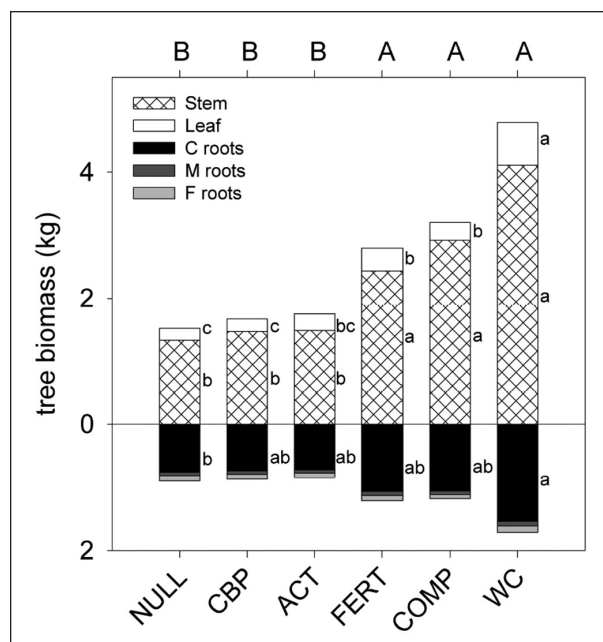 B B B A A A
Stem
Leaf
C roots
M roots
F roots
tree biomass (kg)
4
2
0
2
c c bc b b a
b b b a a a
b ab ab ab ab a
NULL CBP ACT FERT COMP WC